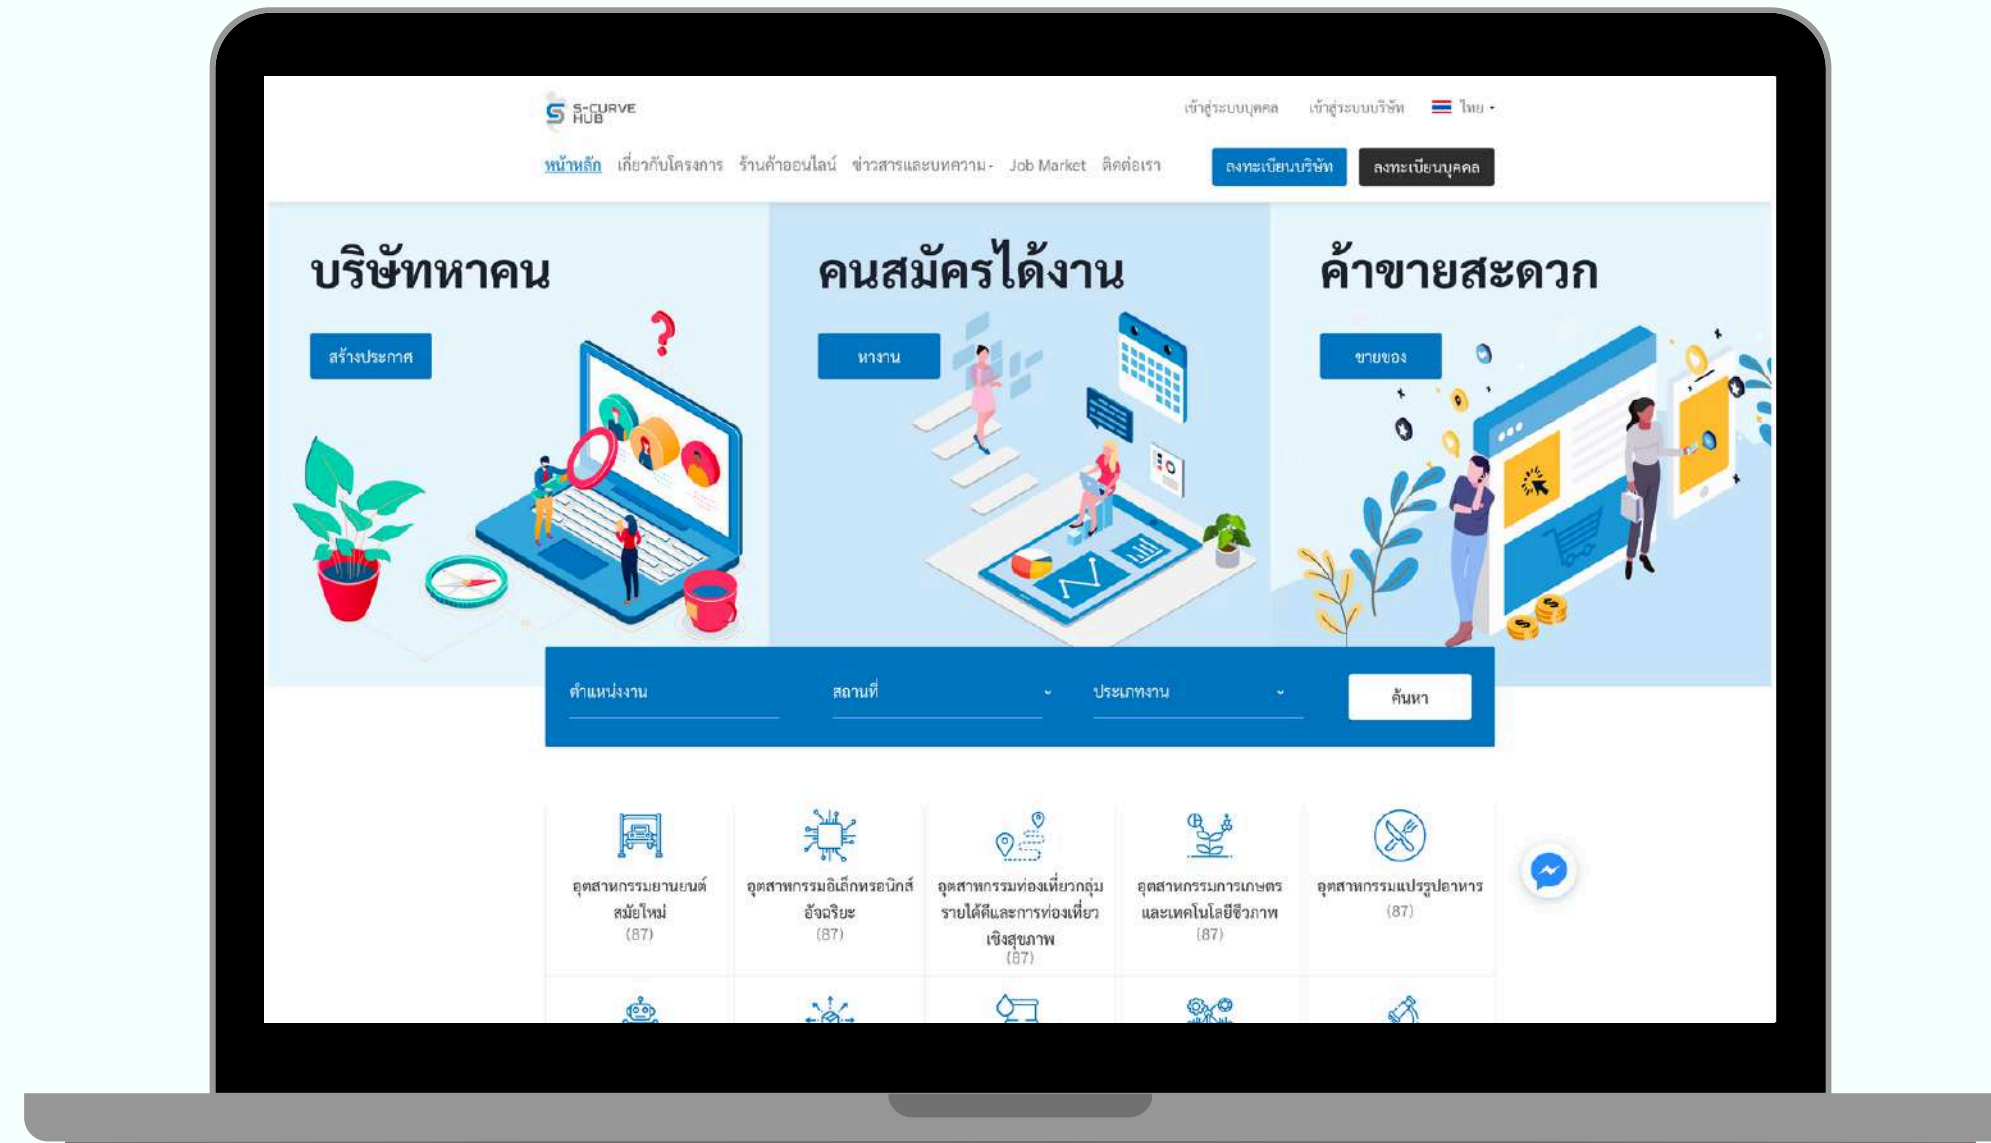 S-CURVE
HUB
เข้าสู่ระบบบุคคล เข้าสู่ระบบบริษัท ไทย
หน้าหลัก เกี่ยวกับโครงการ ร้านค้าออนไลน์ ข่าวสารและบทความ Job Market ติดต่อเรา ลงทะเบียนบริษัท ลงทะเบียนบุคคล
บริษัทหาคน
สร้างประกาศ
คนสมัครได้งาน
หางาน
ค้าขายสะดวก
ขายของ
ตำแหน่งงาน สถานที่ ประเภทงาน ค้นหา
อุตสาหกรรมยานยนต์
สมัยใหม่
(87)
อุตสาหกรรมอิเล็กทรอนิกส์
อัจฉริยะ
(87)
อุตสาหกรรมท่องเที่ยวกลุ่ม
รายได้ดีและการท่องเที่ยว
เชิงสุขภาพ
(87)
อุตสาหกรรมการเกษตร
และเทคโนโลยีชีวภาพ
(87)
อุตสาหกรรมแปรรูปอาหาร
(87)